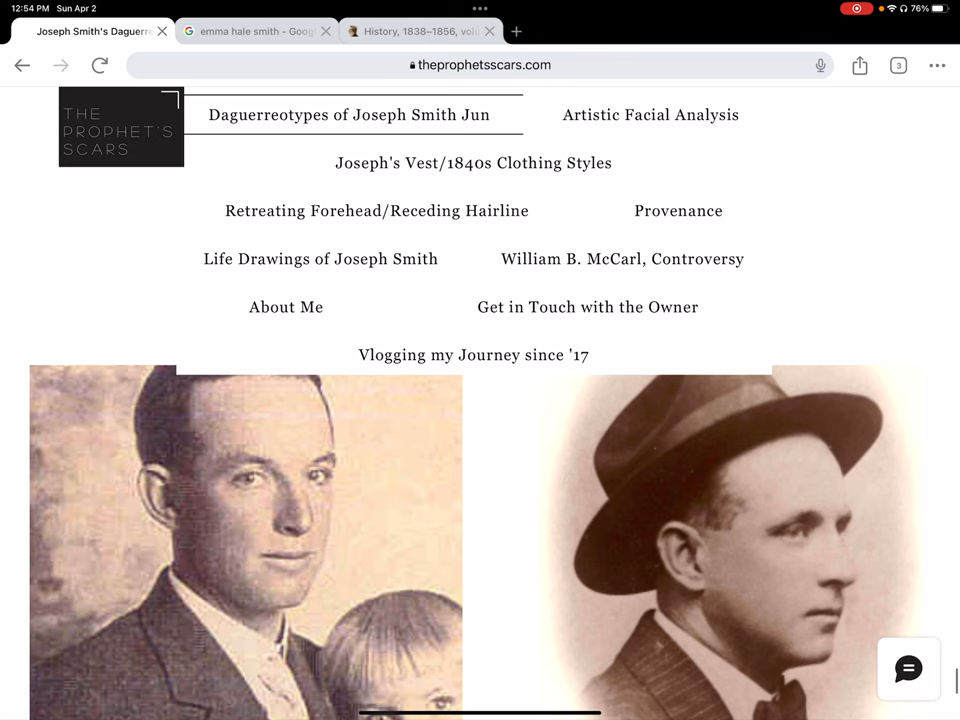 12:54 PM Sun Apr 2
76%
Joseph Smith's Daguerr
emma hale smith - Goog
History, 1838–1856, vol
theprophetsscars.com
3
THE
PROPHET'S
SCARS
Daguerreotypes of Joseph Smith Jun
Artistic Facial Analysis
Joseph's Vest/1840s Clothing Styles
Retreating Forehead/Receding Hairline
Provenance
Life Drawings of Joseph Smith
William B. McCarl, Controversy
About Me
Get in Touch with the Owner
Vlogging my Journey since '17